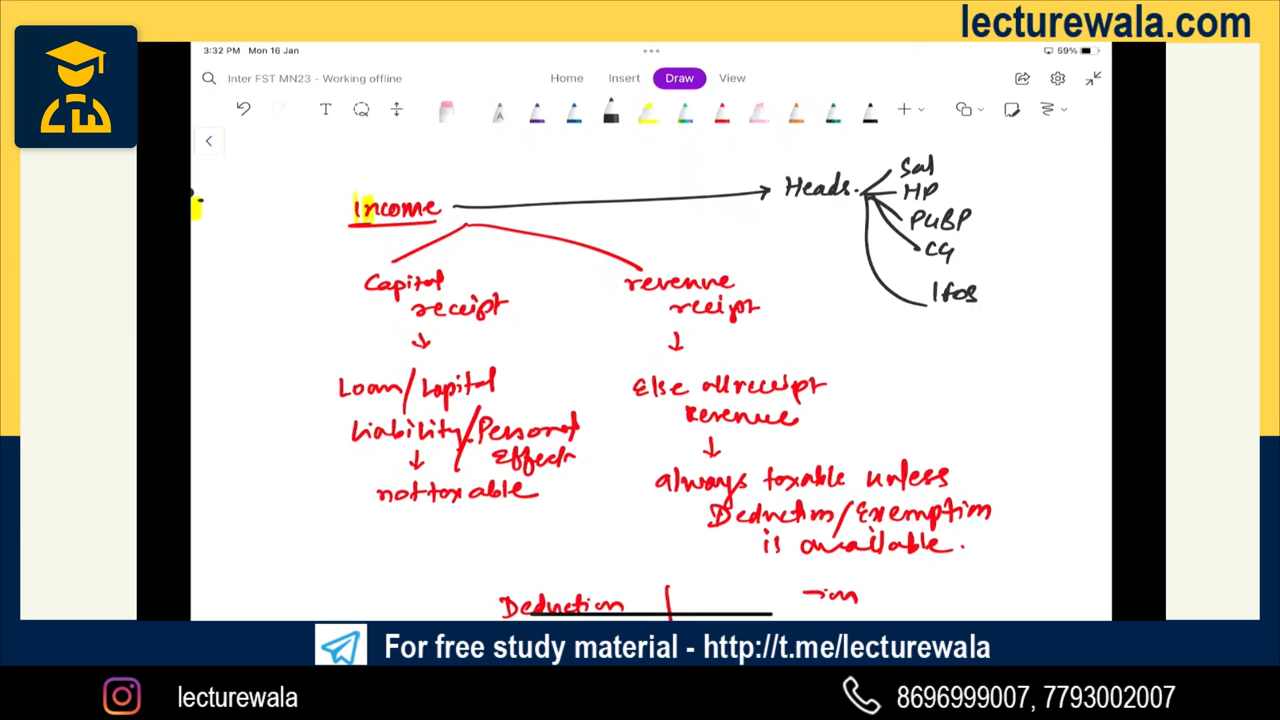 lecturewala.com
3:32 PM Mon 16 Jan
59%
Inter FST MN23 - Working offline
Home Insert Draw View
T
A
Income
Heads.
Sal
HP
PUBP
CG
Ifos
Capital
receipt
revenue
rceipt
Loan/Capital
Liability/Personal
Effects
not taxable
Else all receipt
Revenue
always taxable unless
Deduction/Exemption
is available.
Deduction
For free study material - http://t.me/lecturewala
lecturewala
8696999007, 7793002007